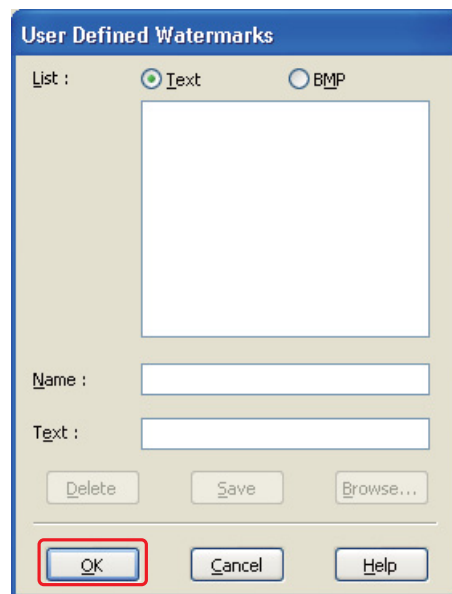 User Defined Watermarks
List : Text BMP
Name :
Text :
Delete Save Browse...
OK Cancel Help